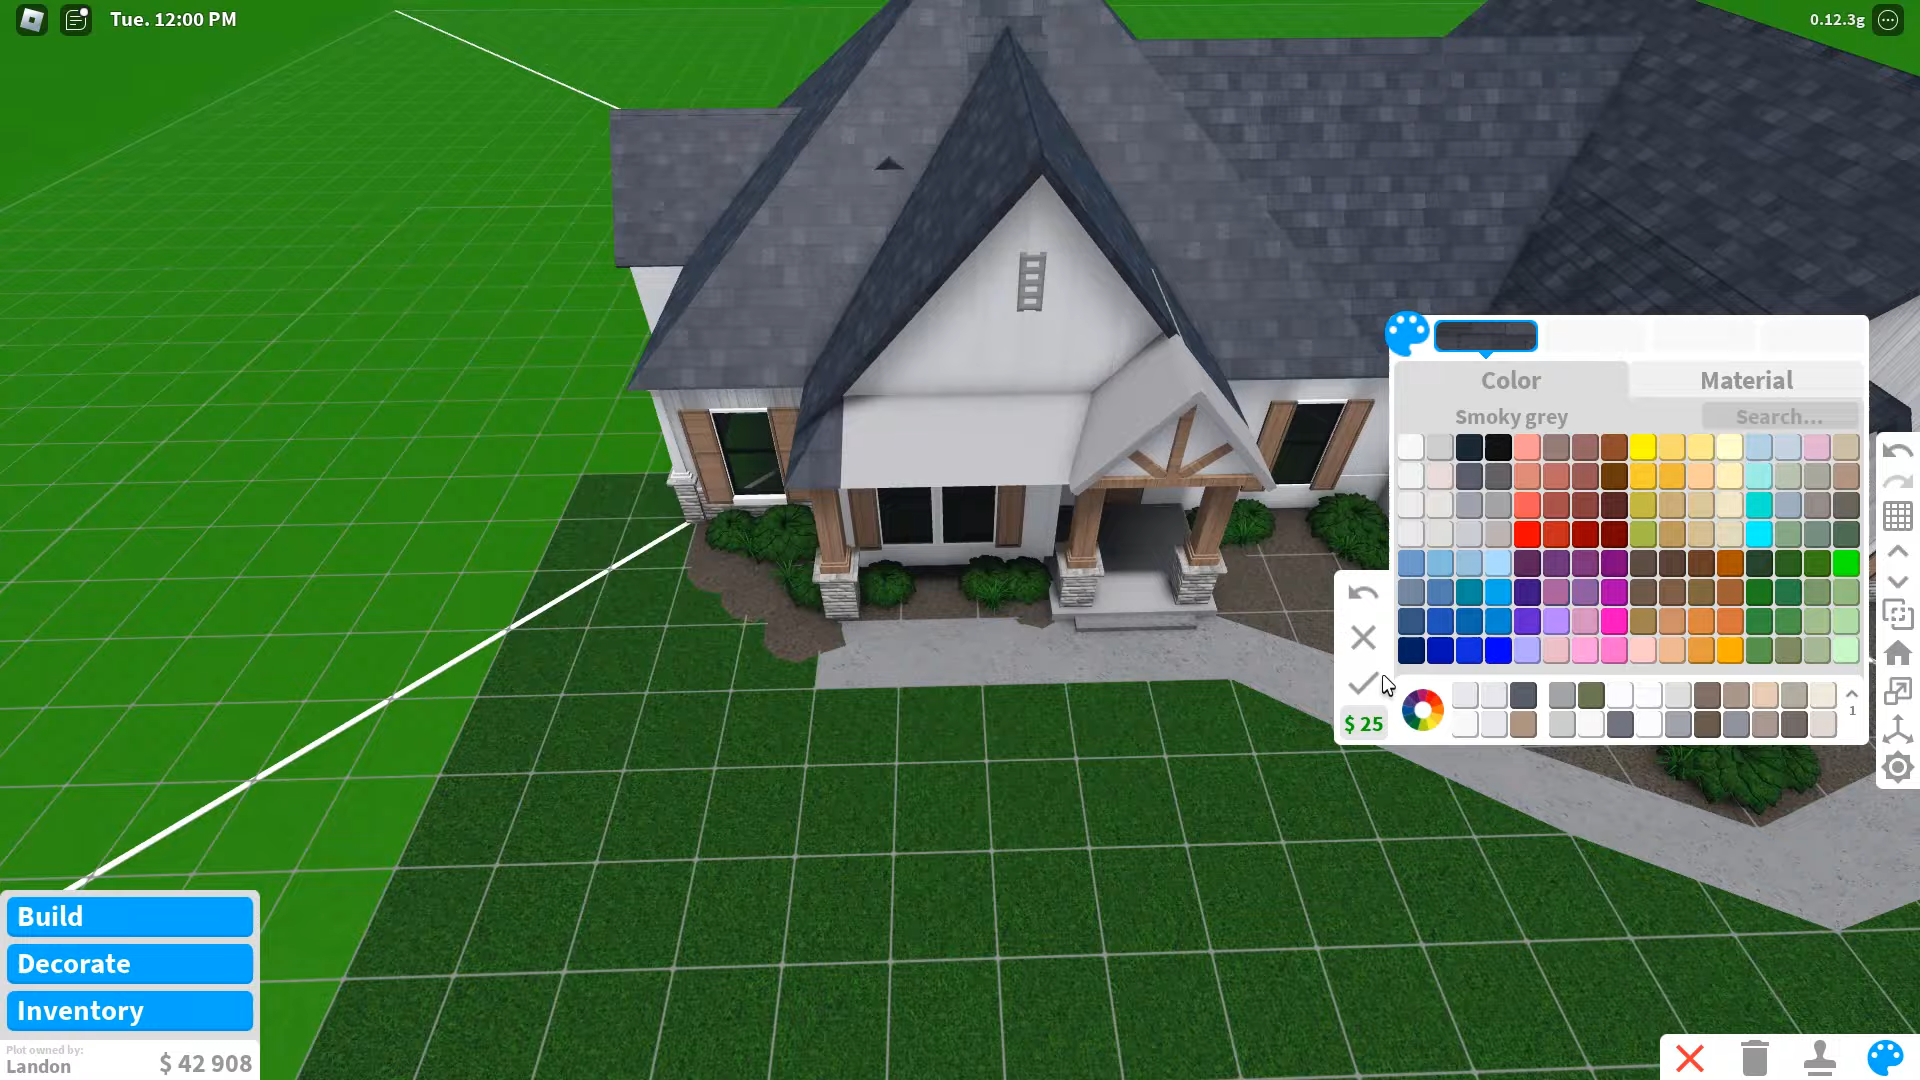 Tue. 12:00 PM
0.12.3g
Color
Material
Smoky grey
Search...
1
$ 25
Build
Decorate
Inventory
Plot owned by:
Landon
$ 42 908